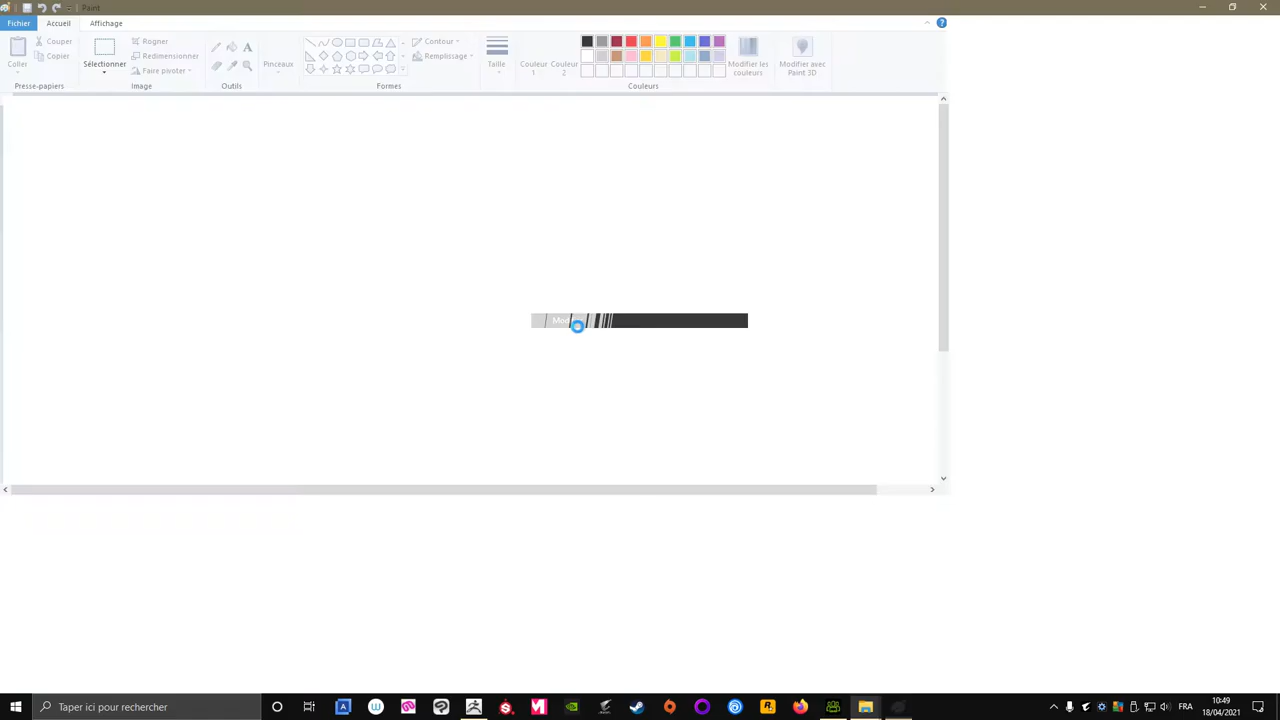 Paint
Fichier Accueil Affichage
Coller
Couper
Copier
Presse-papiers
Sélectionner
Rogner
Redimensionner
Faire pivoter
Image
A
Outils
Pinceaux
Contour
Remplissage
Formes
Taille
Couleur
1
Couleur
2
Modifier les
couleurs
Couleurs
Modifier avec
Paint 3D
?
Taper ici pour rechercher
FRA
10:49
18/04/2021